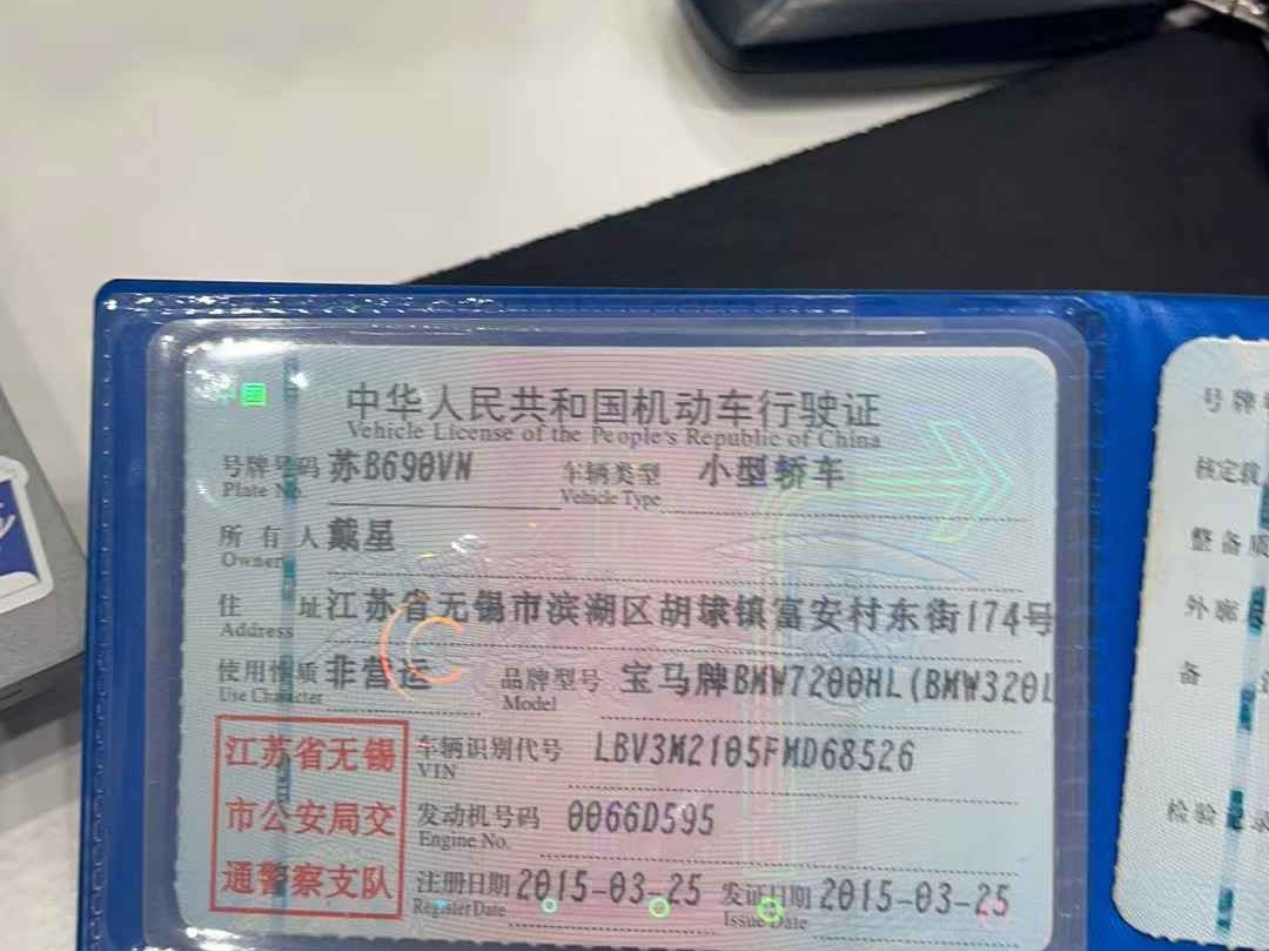 中华人民共和国机动车行驶证
Vehicle License of the People's Republic of China
号牌号码 苏B690VN 车辆类型 小型轿车
Plate No. Vehicle Type
所有人 戴星
Owner
住址 江苏省无锡市滨湖区胡埭镇富安村东街174号
Address
使用性质 非营运 品牌型号 宝马牌BMW7200HL(BMW320L
Use Character Model
江苏省无锡
市公安局交
通警察支队
车辆识别代号 LBV3M2105FMD68526
VIN
发动机号码 0066D595
Engine No.
注册日期 2015-03-25 发证日期 2015-03-25
Register Date Issue Date
号牌
核定载
整备质
外廓
备
检验记录